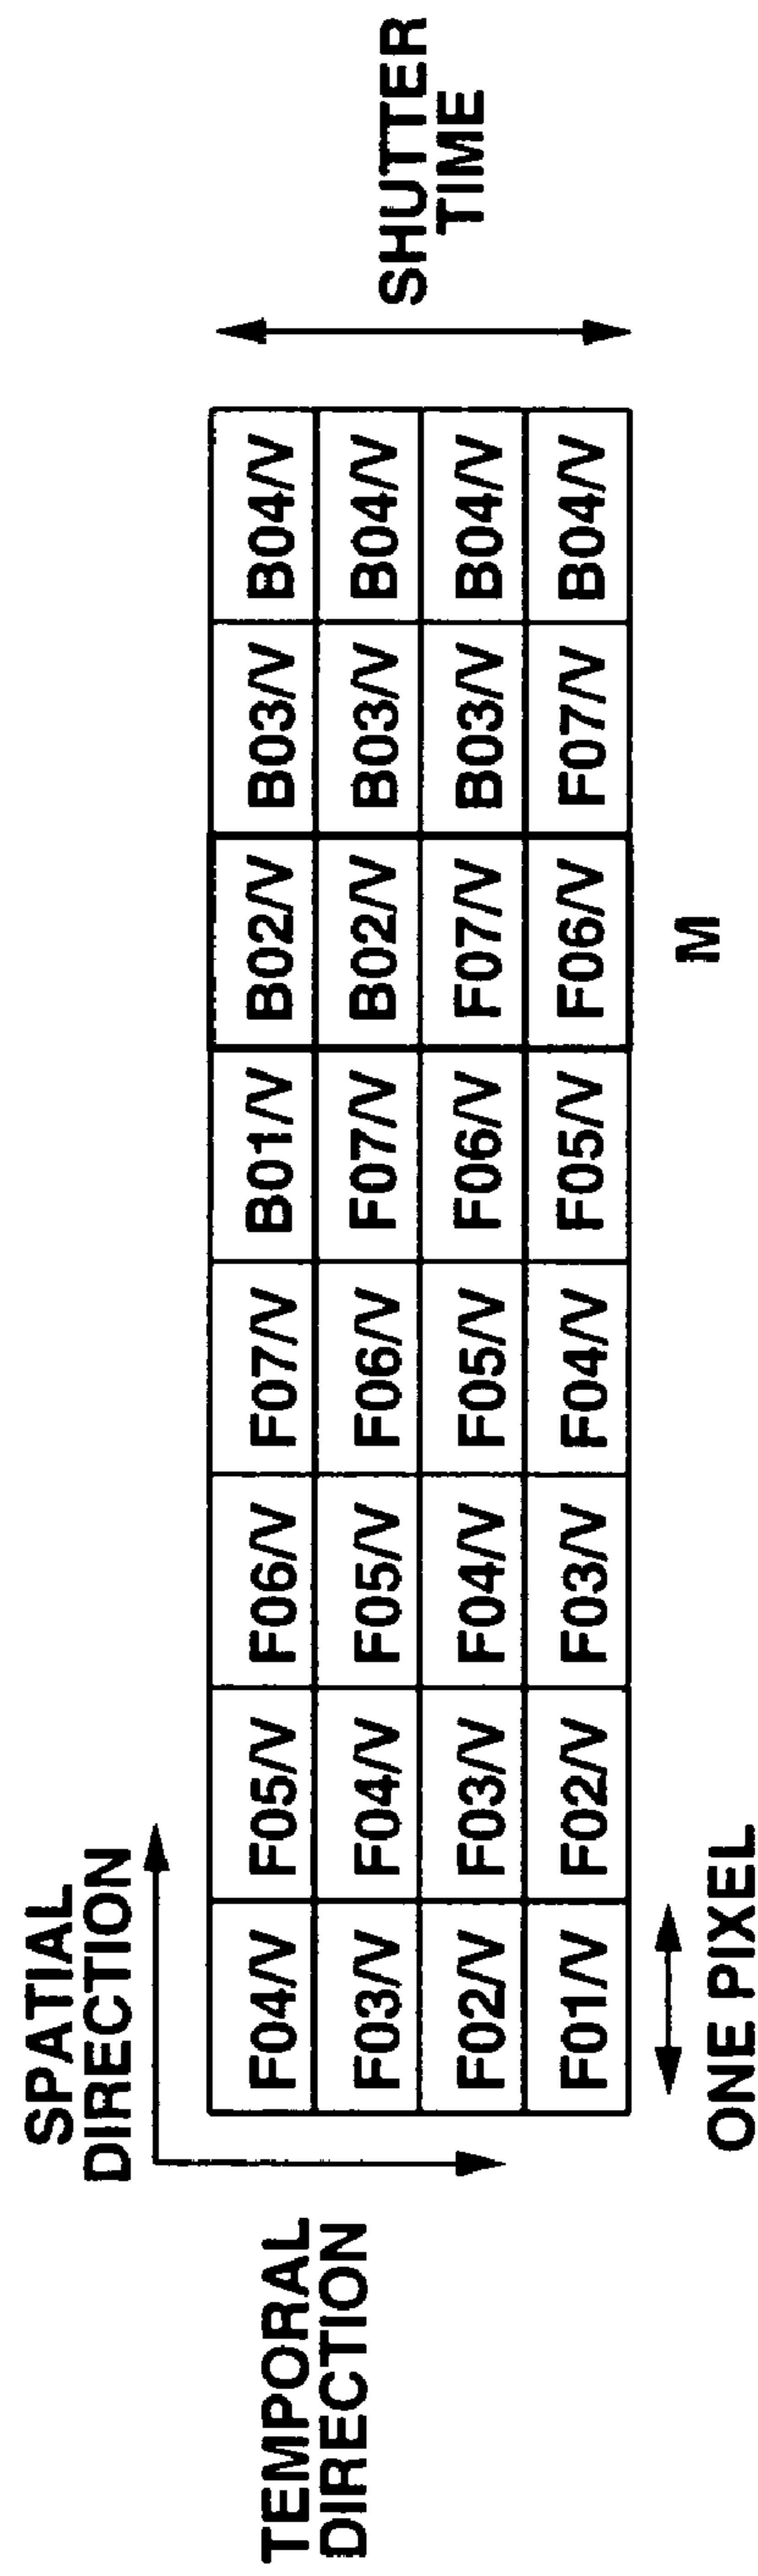 SPATIAL
DIRECTION
TEMPORAL
DIRECTION
F04/V F05/V F06/V F07/V B01/V B02/V B03/V B04/V
F03/V F04/V F05/V F06/V F07/V B02/V B03/V B04/V
F02/V F03/V F04/V F05/V F06/V F07/V B03/V B04/V
F01/V F02/V F03/V F04/V F05/V F06/V F07/V B04/V
SHUTTER
TIME
ONE PIXEL
M